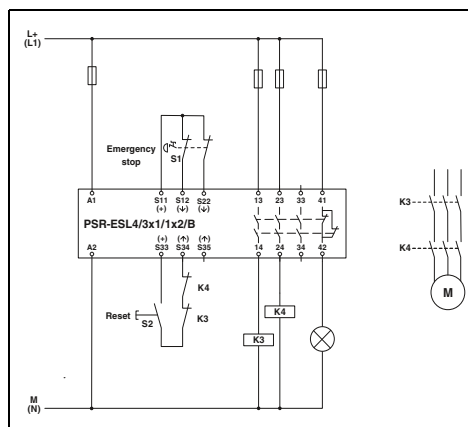 L+
(L1)
Emergency
stop
S1
A1
S11
(+)
S12
(↓)
S22
(↓)
13
23
33
41
PSR-ESL4/3x1/1x2/B
A2
(+)
S33
(↑)
S34
(↑)
S35
14
24
34
42
K3
K4
M
K4
Reset
S2
K3
K4
K3
M
(N)